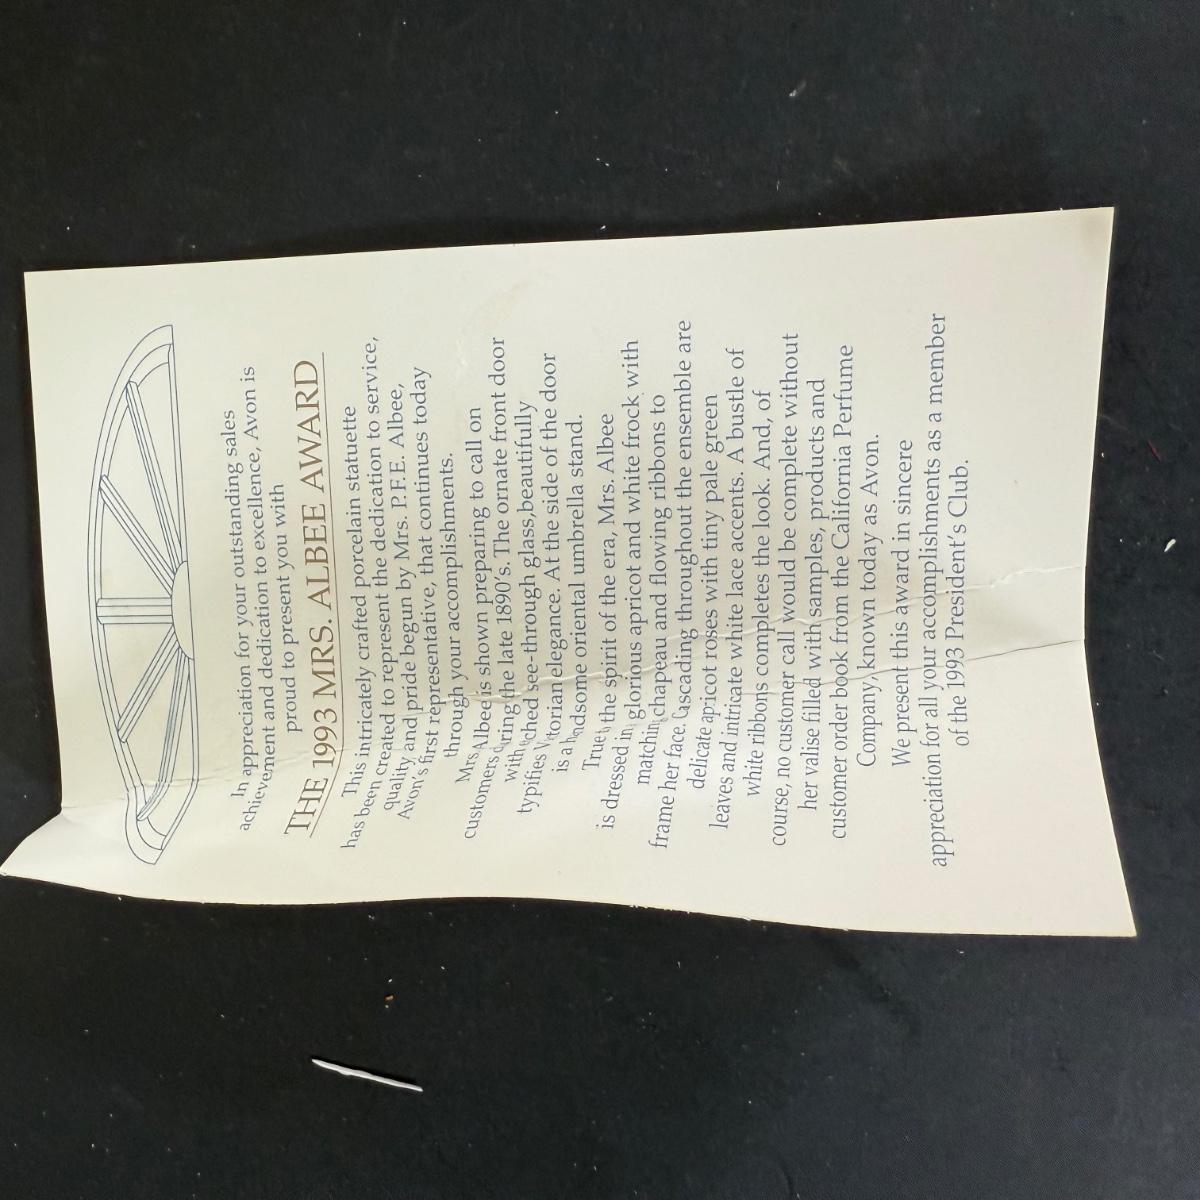 In appreciation for your outstanding sales
achievement and dedication to excellence, Avon is
proud to present you with
THE 1993 MRS. ALBEE AWARD
This intricately crafted porcelain statuette
has been created to represent the dedication to service,
quality and pride begun by Mrs. P.F.E. Albee,
Avon's first representative, that continues today
through your accomplishments.
Mrs. Albee is shown preparing to call on
customers during the late 1890's. The ornate front door
with etched see-through glass, beautifully
typifies Victorian elegance. At the side of the door
is a handsome oriental umbrella stand.
True to the spirit of the era, Mrs. Albee
is dressed in a glorious apricot and white frock with
matching chapeau and flowing ribbons to
frame her face. Cascading throughout the ensemble are
delicate apricot roses with tiny pale green
leaves and intricate white lace accents. A bustle of
white ribbons completes the look. And, of
course, no customer call would be complete without
her valise filled with samples, products and
customer order book from the California Perfume
Company, known today as Avon.
We present this award in sincere
appreciation for all your accomplishments as a member
of the 1993 President's Club.